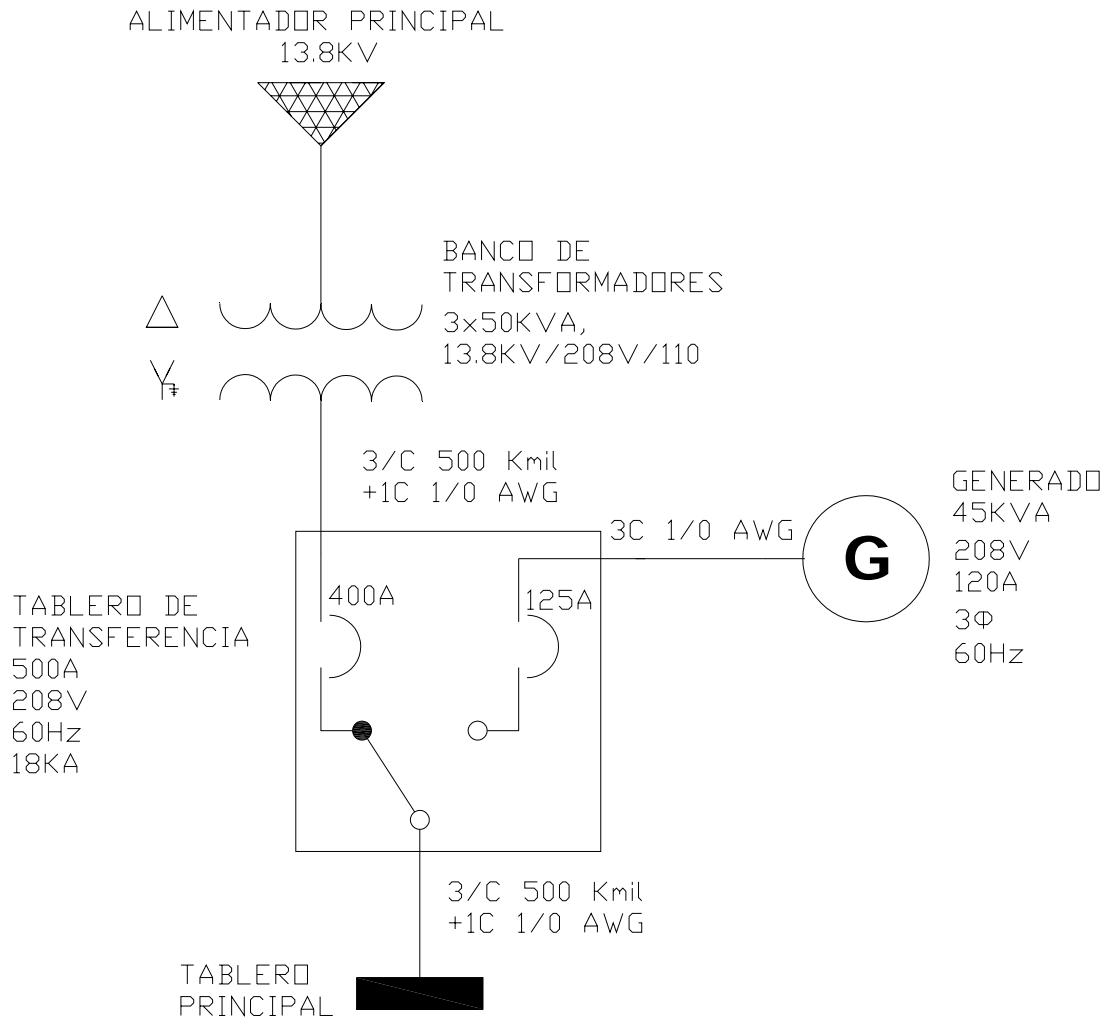 ALIMENTADOR PRINCIPAL
13.8KV
BANCO DE
TRANSFORMADORES
3x50KVA,
13.8KV/208V/110
3/C 500 Kmil
+1C 1/0 AWG
GENERADO
45KVA
208V
120A
3Φ
60Hz
3C 1/0 AWG
G
400A
125A
TABLERO DE
TRANSFERENCIA
500A
208V
60Hz
18KA
3/C 500 Kmil
+1C 1/0 AWG
TABLERO
PRINCIPAL